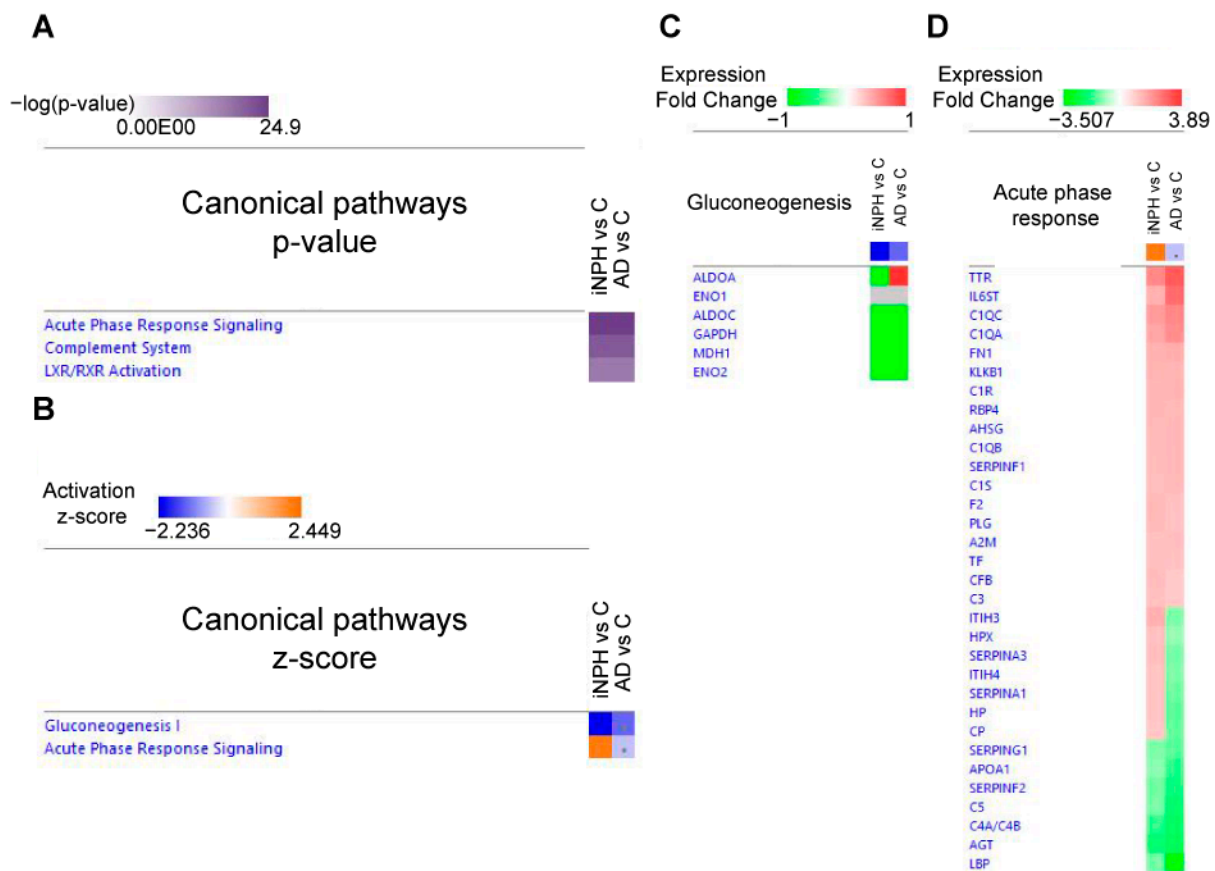 A
−log(p-value)
0.00E00 24.9
Canonical pathways
p-value
iNPH vs C
AD vs C
Acute Phase Response Signaling
Complement System
LXR/RXR Activation
B
Activation
z-score
−2.236 2.449
Canonical pathways
z-score
iNPH vs C
AD vs C
Gluconeogenesis I
Acute Phase Response Signaling
C
Expression
Fold Change
−1 1
Gluconeogenesis
iNPH vs C
AD vs C
ALDOA
ENO1
ALDOC
GAPDH
MDH1
ENO2
D
Expression
Fold Change
−3.507 3.89
Acute phase
response
iNPH vs C
AD vs C
TTR
IL6ST
C1QC
C1QA
FN1
KLKB1
C1R
RBP4
AHSG
C1QB
SERPINF1
C1S
F2
PLG
A2M
TF
CFB
C3
ITIH3
HPX
SERPINA3
ITIH4
SERPINA1
HP
CP
SERPING1
APOA1
SERPINF2
C5
C4A/C4B
AGT
LBP